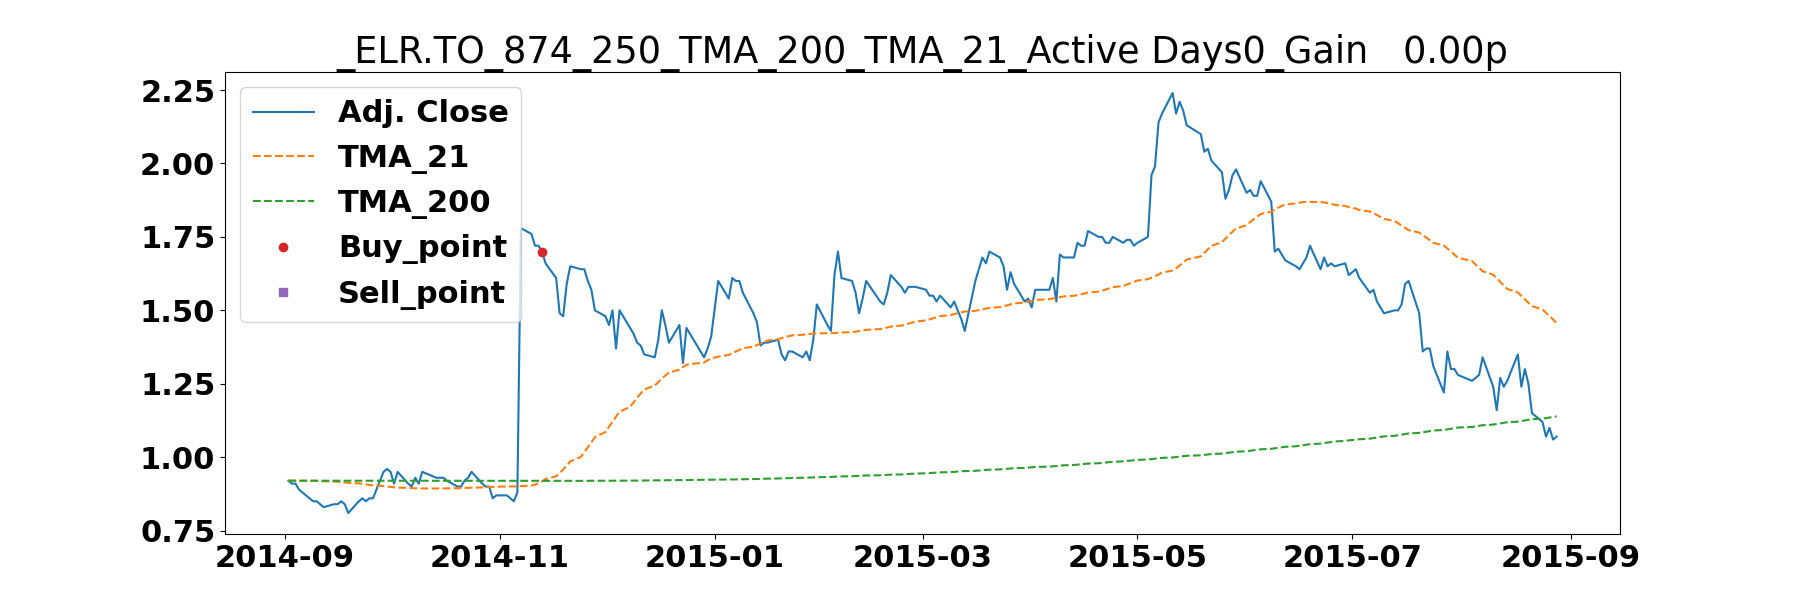 _ELR.TO_874_250_TMA_200_TMA_21_Active Days0_Gain   0.00p
2.25
2.00
1.75
1.50
1.25
1.00
0.75
Adj. Close
TMA_21
TMA_200
Buy_point
Sell_point
2014-09
2014-11
2015-01
2015-03
2015-05
2015-07
2015-09